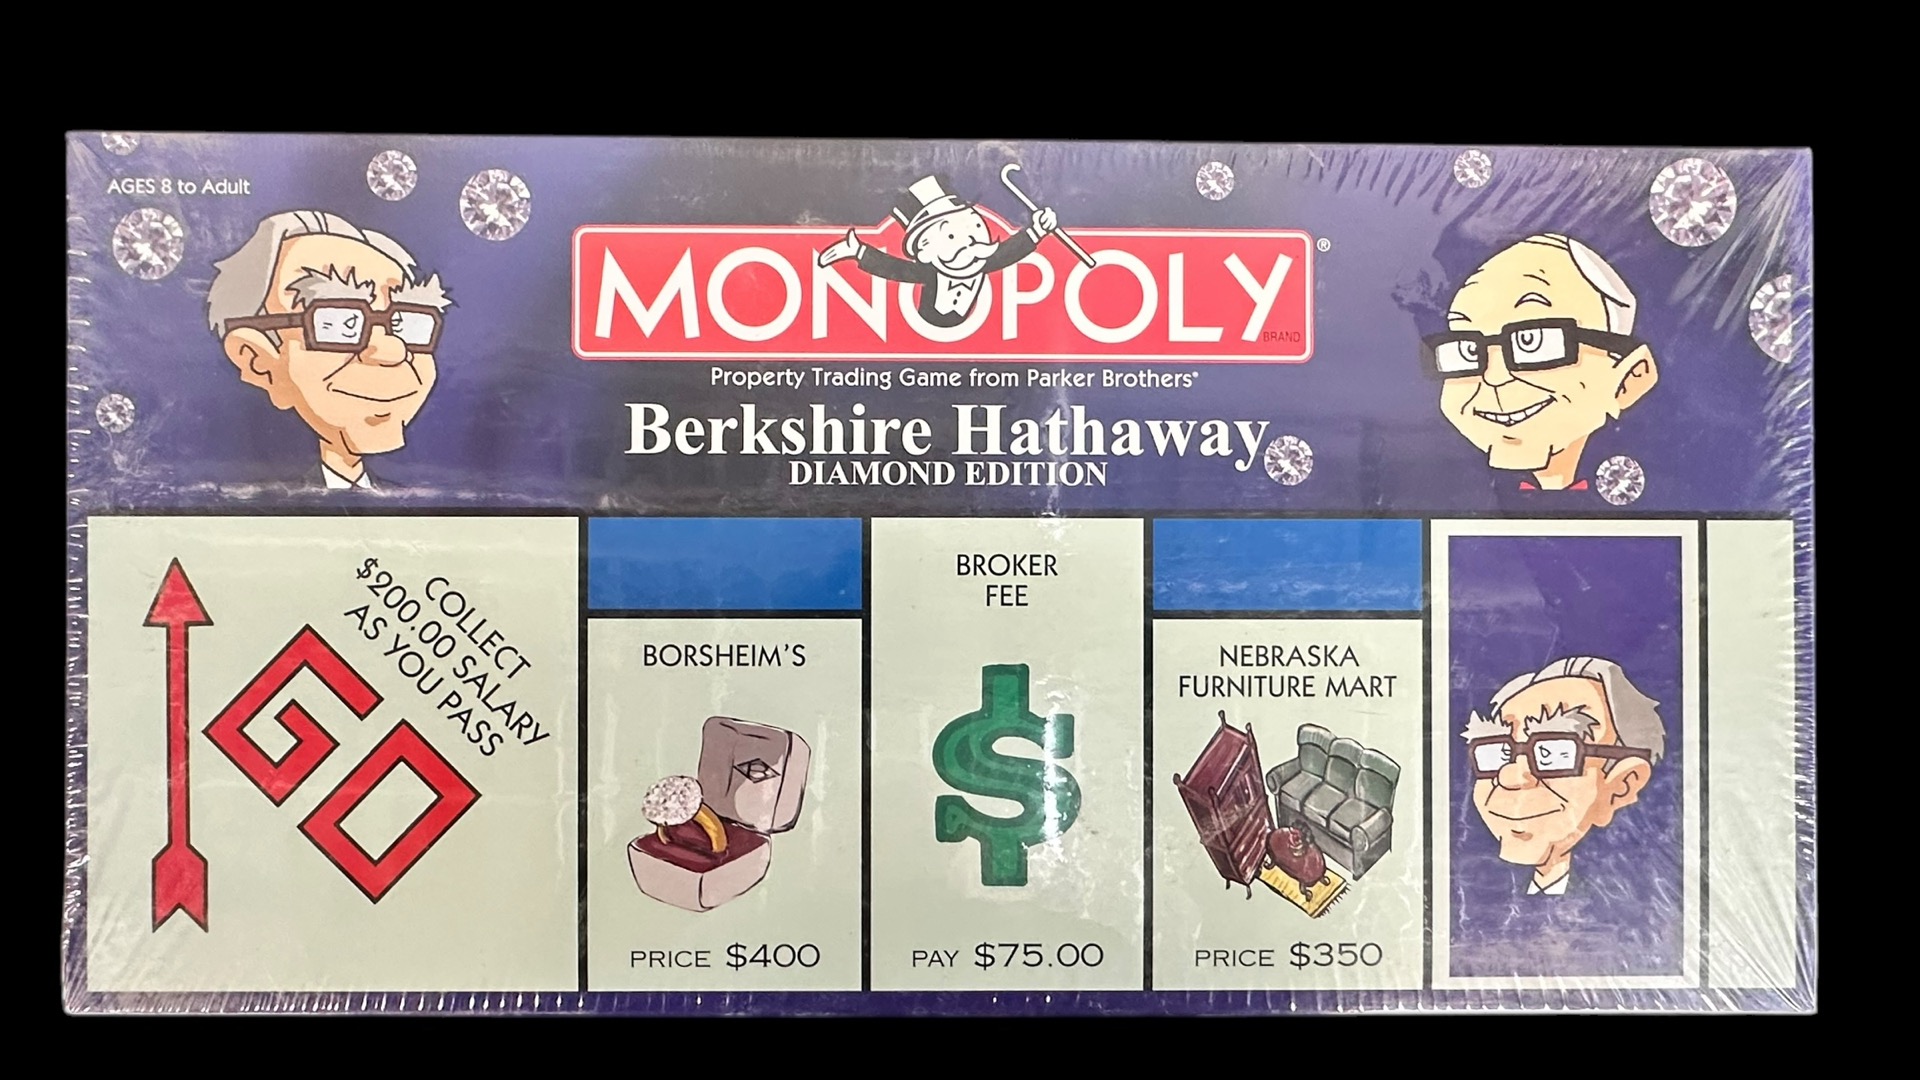 AGES 8 to Adult
MONOPOLY®
BRAND
Property Trading Game from Parker Brothers®
Berkshire Hathaway
DIAMOND EDITION
COLLECT
$200.00 SALARY
AS YOU PASS
GO
BORSHEIM'S
PRICE $400
BROKER
FEE
$
PAY $75.00
NEBRASKA
FURNITURE MART
PRICE $350